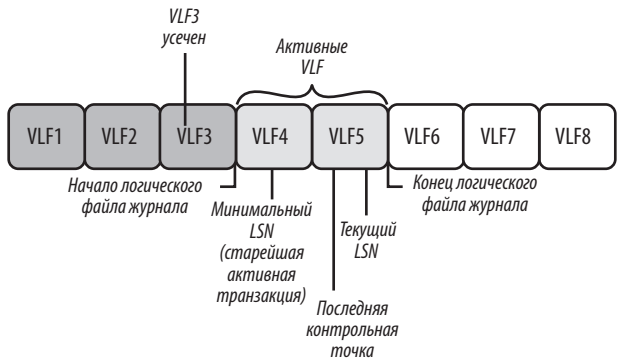 VLF3
усечен
Активные
VLF
VLF1 VLF2 VLF3 VLF4 VLF5 VLF6 VLF7 VLF8
Начало логического
файла журнала
Минимальный
LSN
(старейшая
активная
транзакция)
Последняя
контрольная
точка
Текущий
LSN
Конец логического
файла журнала